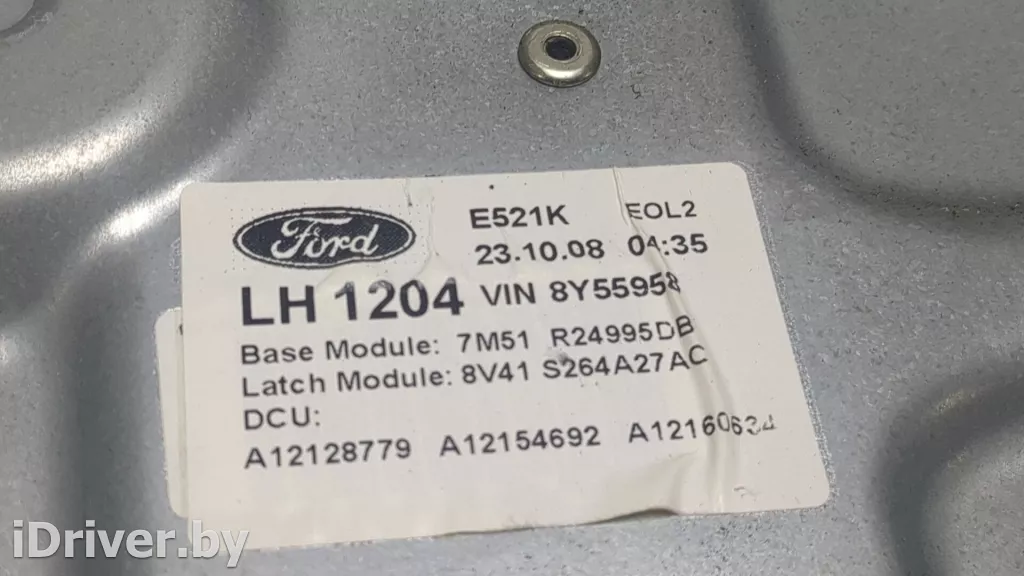 Ford E521K EOL2
23.10.08 04:35
LH 1204 VIN 8Y55958
Base Module: 7M51 R24995DB
Latch Module: 8V41 S264A27AC
DCU:
A12128779 A12154692 A12160634
iDriver.by